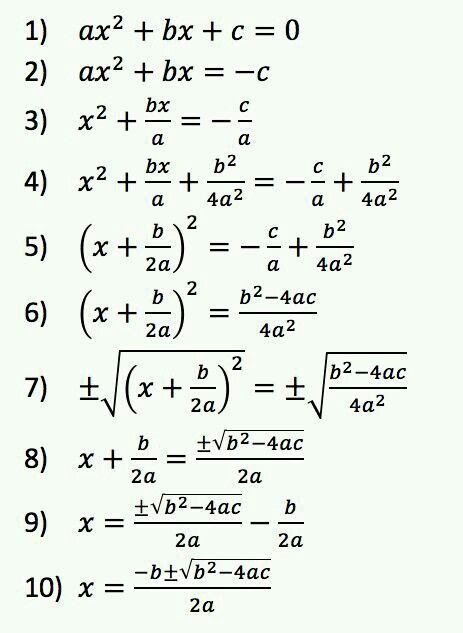 1) ax² + bx + c = 0
2) ax² + bx = −c
3) x² + bx/a = −c/a
4) x² + bx/a + b²/4a² = −c/a + b²/4a²
5) (x + b/2a)² = −c/a + b²/4a²
6) (x + b/2a)² = b²−4ac/4a²
7) ±√(x + b/2a)² = ±√b²−4ac/4a²
8) x + b/2a = ±√b²−4ac/2a
9) x = ±√b²−4ac/2a − b/2a
10) x = −b±√b²−4ac/2a